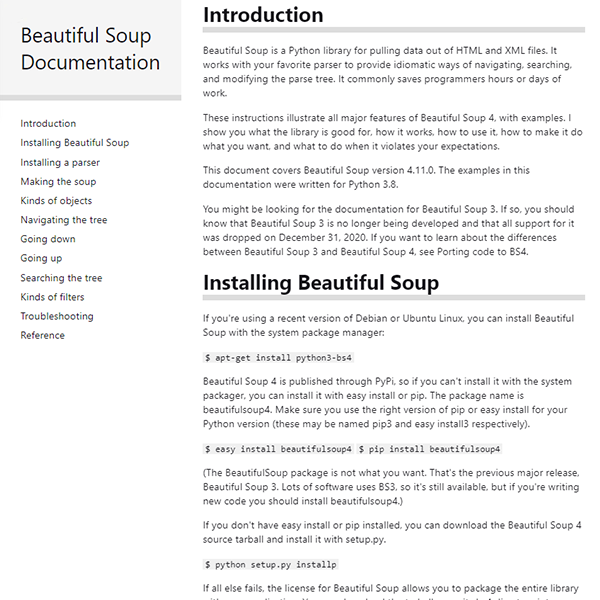 Beautiful Soup
Documentation
Introduction
Installing Beautiful Soup
Installing a parser
Making the soup
Kinds of objects
Navigating the tree
Going down
Going up
Searching the tree
Kinds of filters
Troubleshooting
Reference
Introduction
Beautiful Soup is a Python library for pulling data out of HTML and XML files. It
works with your favorite parser to provide idiomatic ways of navigating, searching,
and modifying the parse tree. It commonly saves programmers hours or days of
work.
These instructions illustrate all major features of Beautiful Soup 4, with examples. I
show you what the library is good for, how it works, how to use it, how to make it do
what you want, and what to do when it violates your expectations.
This document covers Beautiful Soup version 4.11.0. The examples in this
documentation were written for Python 3.8.
You might be looking for the documentation for Beautiful Soup 3. If so, you should
know that Beautiful Soup 3 is no longer being developed and that all support for it
was dropped on December 31, 2020. If you want to learn about the differences
between Beautiful Soup 3 and Beautiful Soup 4, see Porting code to BS4.
Installing Beautiful Soup
If you're using a recent version of Debian or Ubuntu Linux, you can install Beautiful
Soup with the system package manager:
$ apt-get install python3-bs4
Beautiful Soup 4 is published through PyPi, so if you can't install it with the system
packager, you can install it with easy install or pip. The package name is
beautifulsoup4. Make sure you use the right version of pip or easy install for your
Python version (these may be named pip3 and easy install3 respectively).
$ easy install beautifulsoup4 $ pip install beautifulsoup4
(The BeautifulSoup package is not what you want. That's the previous major release,
Beautiful Soup 3. Lots of software uses BS3, so it's still available, but if you're writing
new code you should install beautifulsoup4.)
If you don't have easy install or pip installed, you can download the Beautiful Soup 4
source tarball and install it with setup.py.
$ python setup.py installp
If all else fails, the license for Beautiful Soup allows you to package the entire library